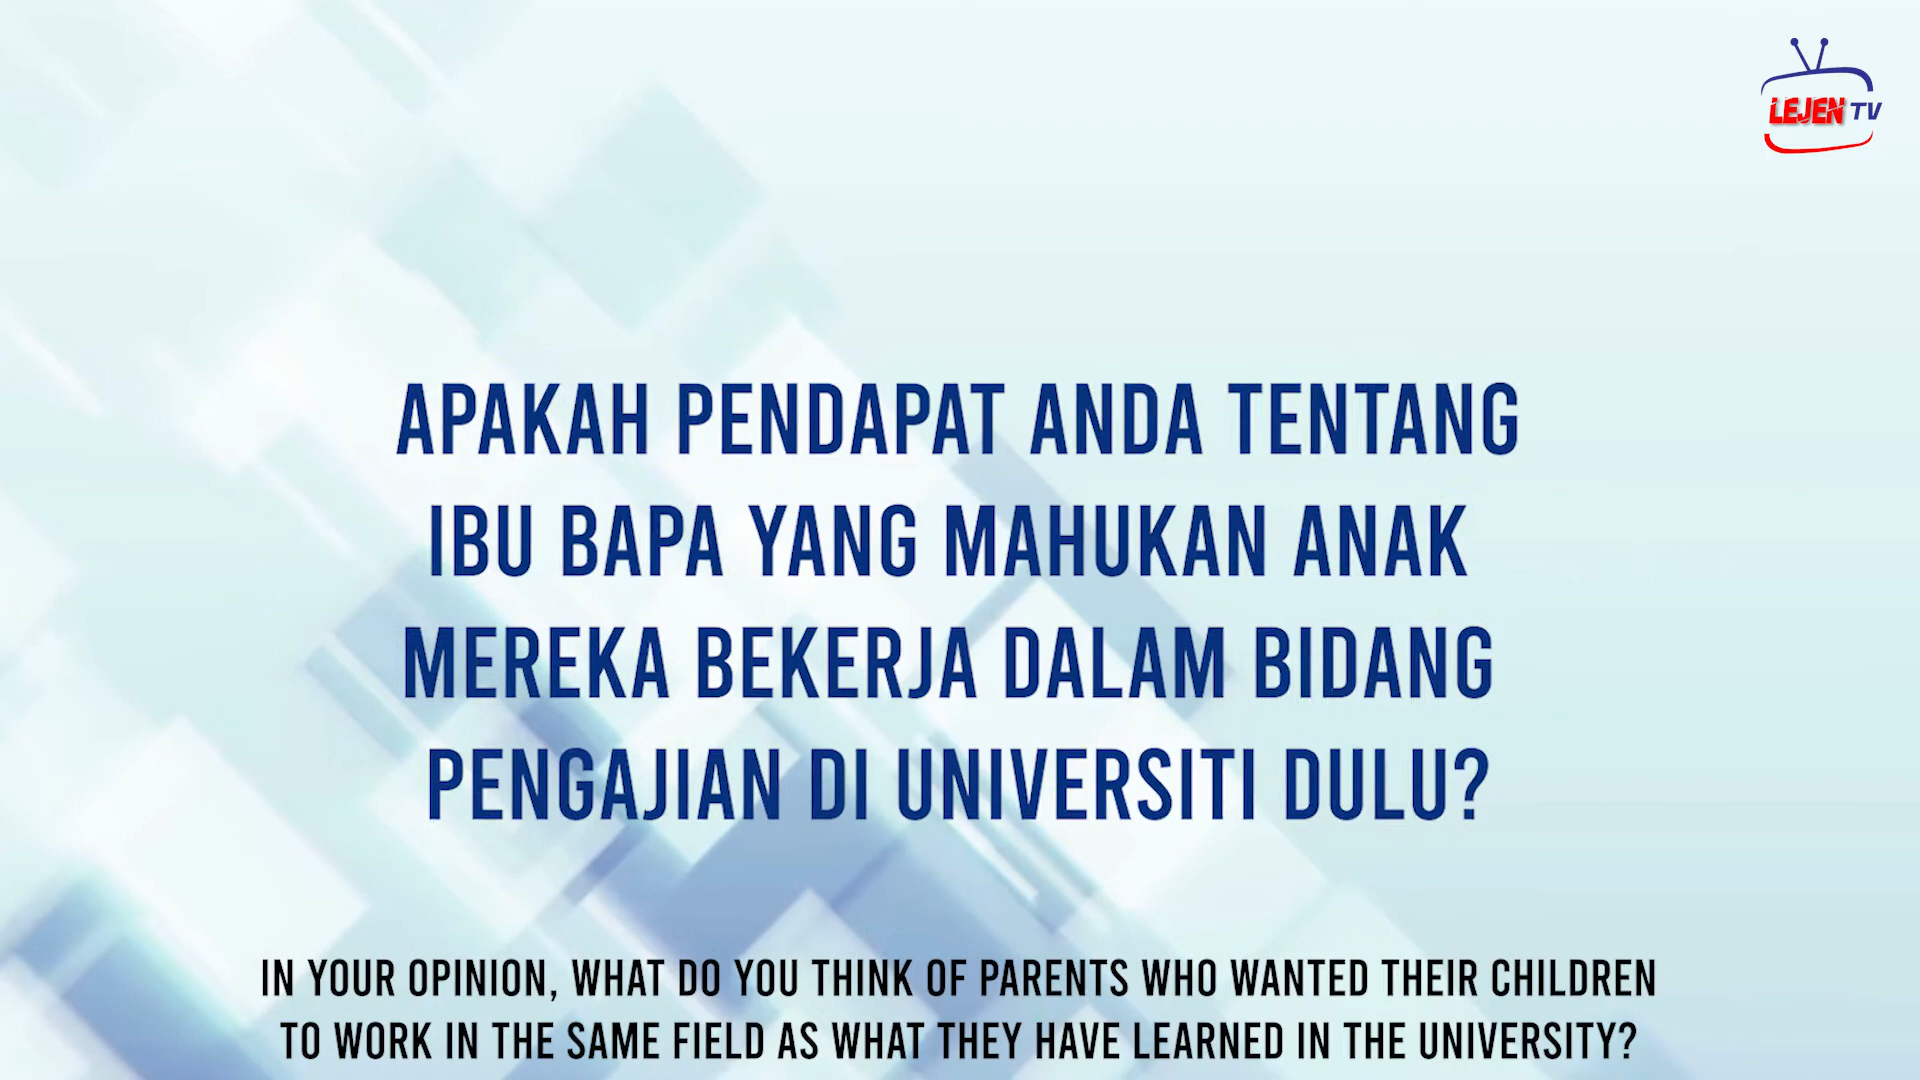 LEJEN TV
APAKAH PENDAPAT ANDA TENTANG
IBU BAPA YANG MAHUKAN ANAK
MEREKA BEKERJA DALAM BIDANG
PENGAJIAN DI UNIVERSITI DULU?
IN YOUR OPINION, WHAT DO YOU THINK OF PARENTS WHO WANTED THEIR CHILDREN
TO WORK IN THE SAME FIELD AS WHAT THEY HAVE LEARNED IN THE UNIVERSITY?